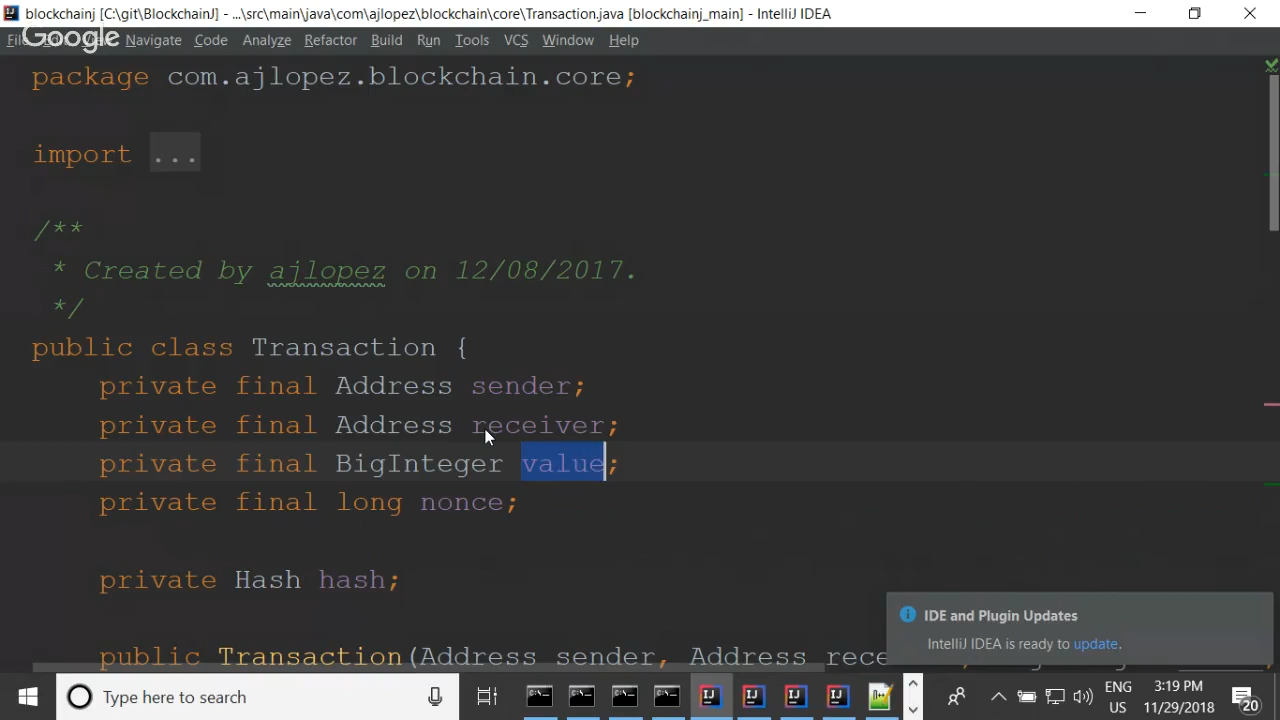 blockchainj [C:\git\BlockchainJ] - ...\src\main\java\com\ajlopez\blockchain\core\Transaction.java [blockchainj_main] - IntelliJ IDEA
Google
File Navigate Code Analyze Refactor Build Run Tools VCS Window Help
package com.ajlopez.blockchain.core;
import ...
/**
* Created by ajlopez on 12/08/2017.
*/
public class Transaction {
private final Address sender;
private final Address receiver;
private final BigInteger value;
private final long nonce;
private Hash hash;
IDE and Plugin Updates
IntelliJ IDEA is ready to update.
public Transaction(Address sender, Address rece
Type here to search
ENG
US
3:19 PM
11/29/2018
20